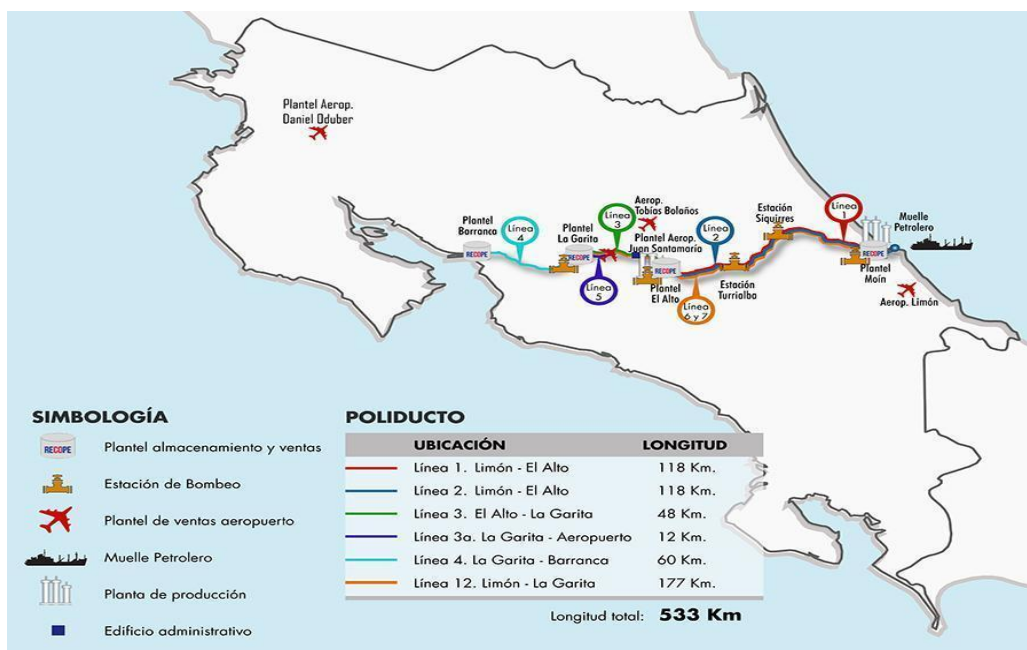 Plantel Aerop.
Daniel Oduber
Plantel
Barranca
RECOPE
Línea
4
Plantel
La Garita
RECOPE
Línea
3
Línea
5
Aerop.
Tobías Bolaños
Plantel Aerop.
Juan Santamaría
RECOPE
Plantel
El Alto
Línea
2
Línea
6 y 7
Estación
Turrialba
Estación
Siquirres
Línea
1
RECOPE
Plantel
Moín
Muelle
Petrolero
Aerop. Limón
SIMBOLOGÍA
RECOPE
Plantel almacenamiento y ventas
Estación de Bombeo
Plantel de ventas aeropuerto
Muelle Petrolero
Planta de producción
Edificio administrativo
POLIDUCTO
UBICACIÓN LONGITUD
Línea 1. Limón - El Alto 118 Km.
Línea 2. Limón - El Alto 118 Km.
Línea 3. El Alto - La Garita 48 Km.
Línea 3a. La Garita - Aeropuerto 12 Km.
Línea 4. La Garita - Barranca 60 Km.
Línea 12. Limón - La Garita 177 Km.
Longitud total: 533 Km